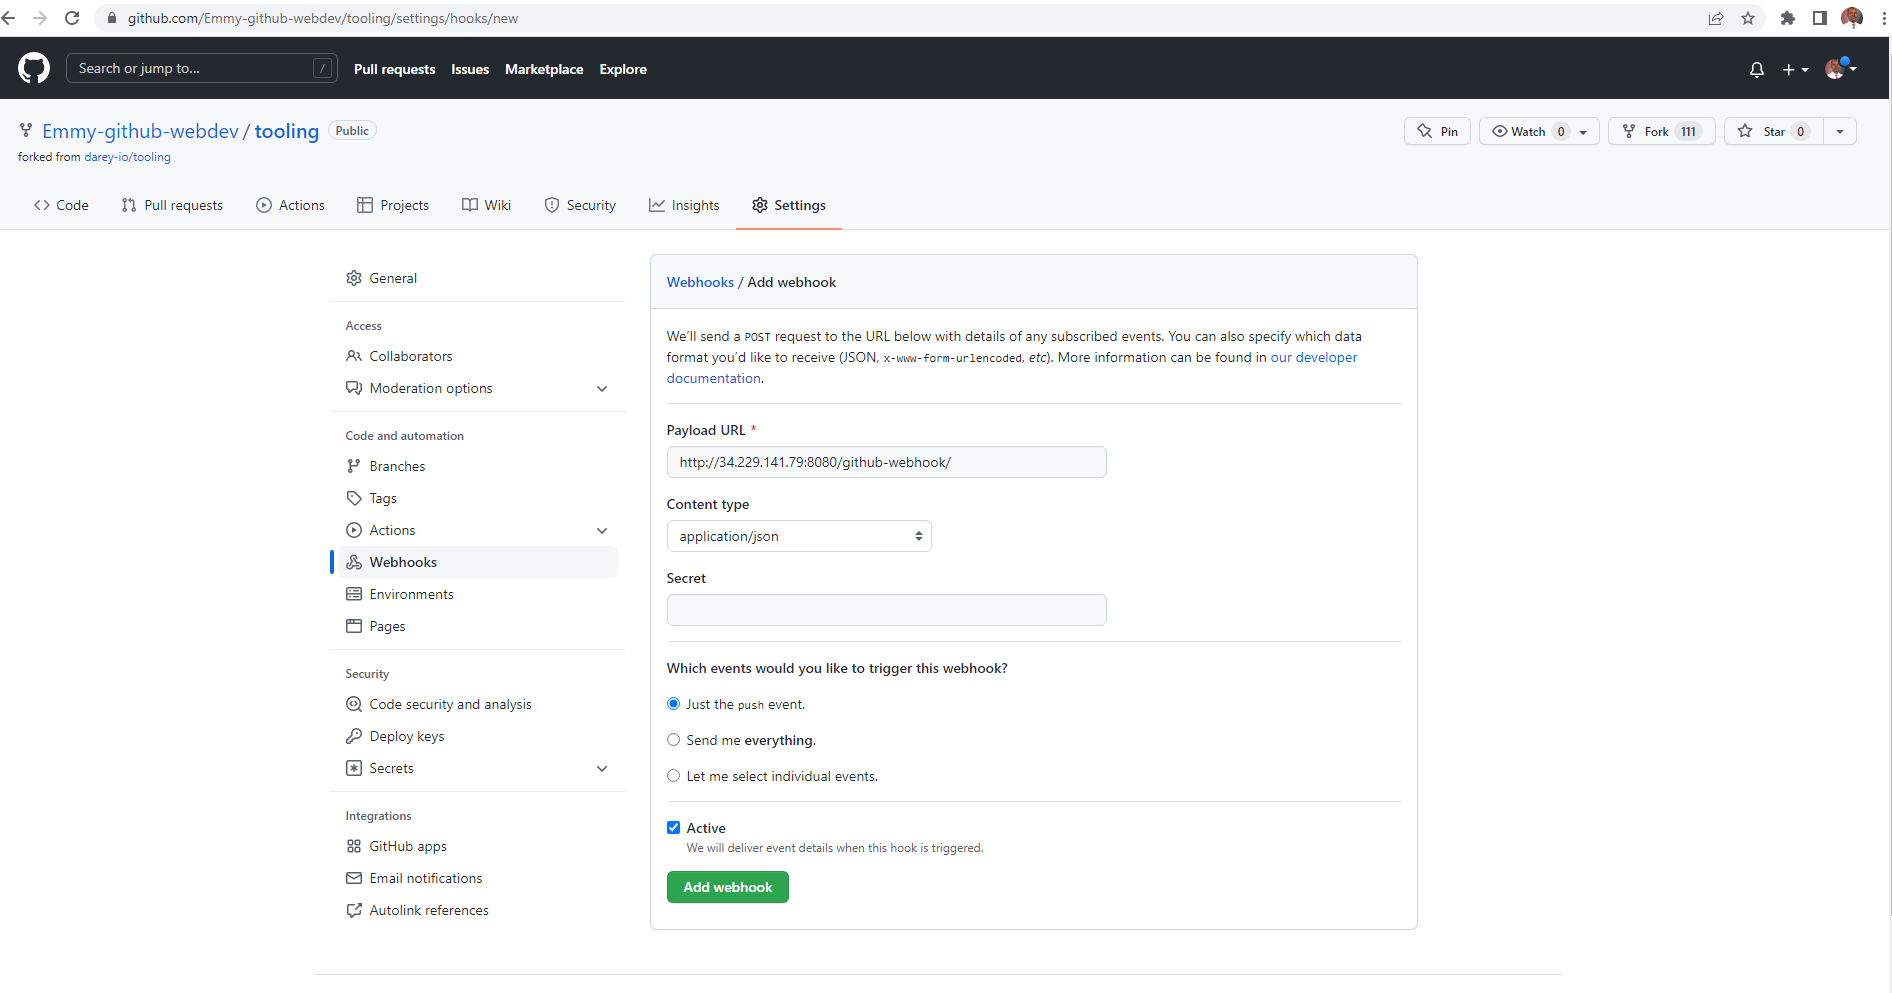 github.com/Emmy-github-webdev/tooling/settings/hooks/new
Search or jump to... /
Pull requests Issues Marketplace Explore
Emmy-github-webdev / tooling Public
Pin Watch 0 Fork 111 Star 0
forked from darey-io/tooling
Code Pull requests Actions Projects Wiki Security Insights Settings
General
Access
Collaborators
Moderation options
Code and automation
Branches
Tags
Actions
Webhooks
Environments
Pages
Security
Code security and analysis
Deploy keys
Secrets
Integrations
GitHub apps
Email notifications
Autolink references
Webhooks / Add webhook
We’ll send a POST request to the URL below with details of any subscribed events. You can also specify which data
format you’d like to receive (JSON, x-www-form-urlencoded, etc). More information can be found in our developer
documentation.
Payload URL *
http://34.229.141.79:8080/github-webhook/
Content type
application/json
Secret
Which events would you like to trigger this webhook?
Just the push event.
Send me everything.
Let me select individual events.
Active
We will deliver event details when this hook is triggered.
Add webhook